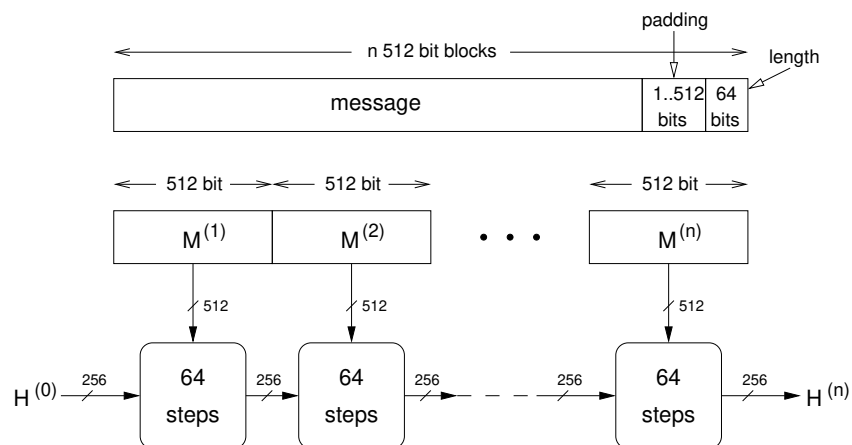 padding
n 512 bit blocks
length
message
1..512
bits
64
bits
512 bit
512 bit
512 bit
M(1)
M(2)
• • •
M(n)
512
512
512
H(0)
256
64
steps
256
64
steps
256
256
64
steps
256
H(n)